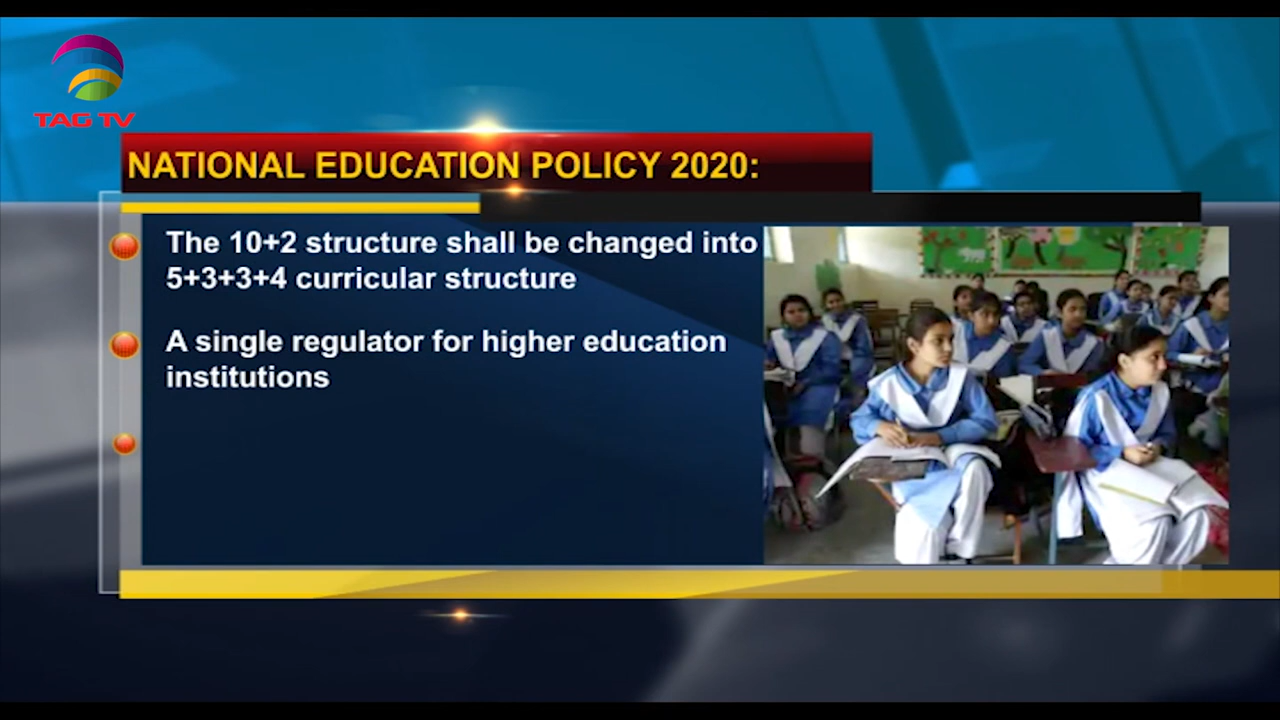 TAG TV
NATIONAL EDUCATION POLICY 2020:
The 10+2 structure shall be changed into
5+3+3+4 curricular structure
A single regulator for higher education
institutions